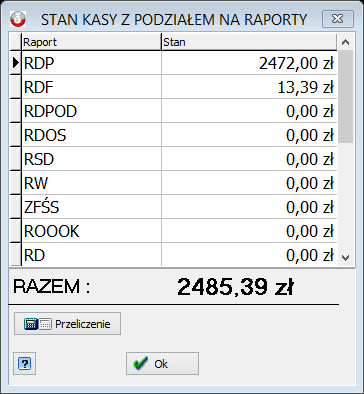 STAN KASY Z PODZIAŁEM NA RAPORTY
Raport Stan
RDP 2472,00 zł
RDF 13,39 zł
RDPOD 0,00 zł
RDOS 0,00 zł
RSD 0,00 zł
RW 0,00 zł
ZFŚS 0,00 zł
ROOOK 0,00 zł
RD 0,00 zł
RAZEM : 2485,39 zł
Przeliczenie
? Ok